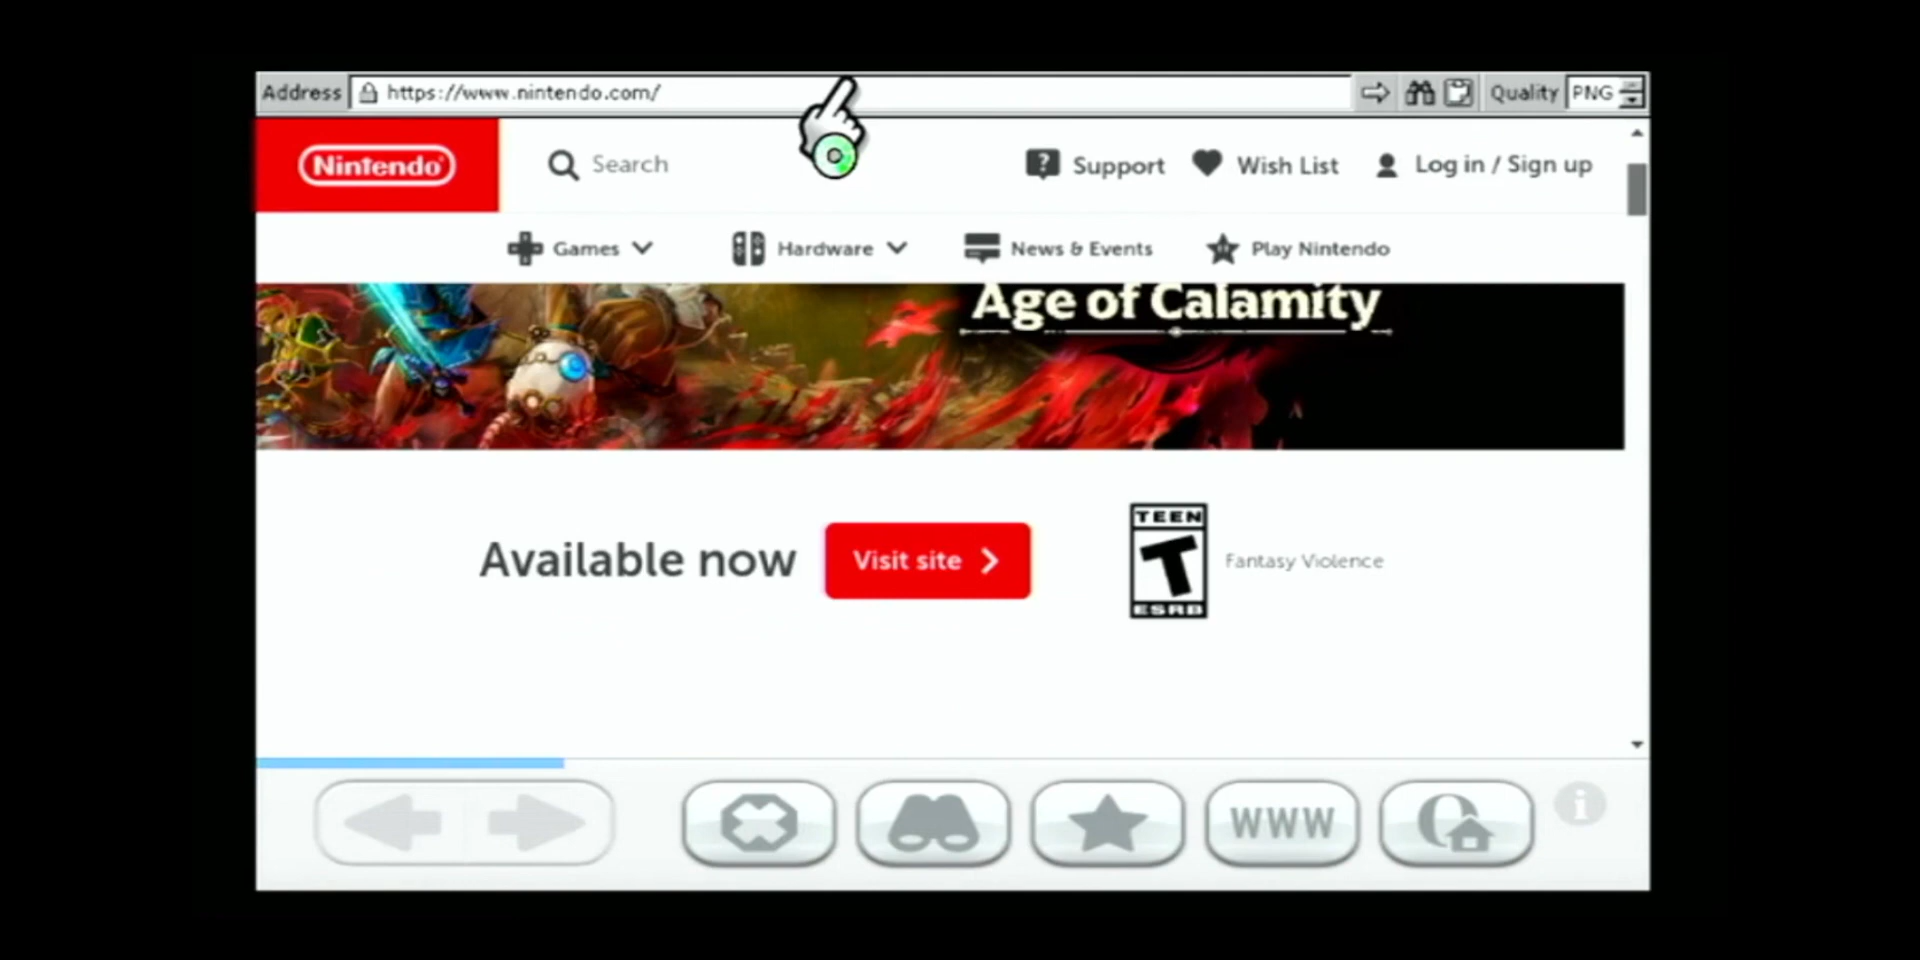 Address https://www.nintendo.com/ Quality PNG
Nintendo Search Support Wish List Log in / Sign up
Games Hardware News & Events Play Nintendo
Age of Calamity
Available now Visit site TEEN T ESRB Fantasy Violence
WWW